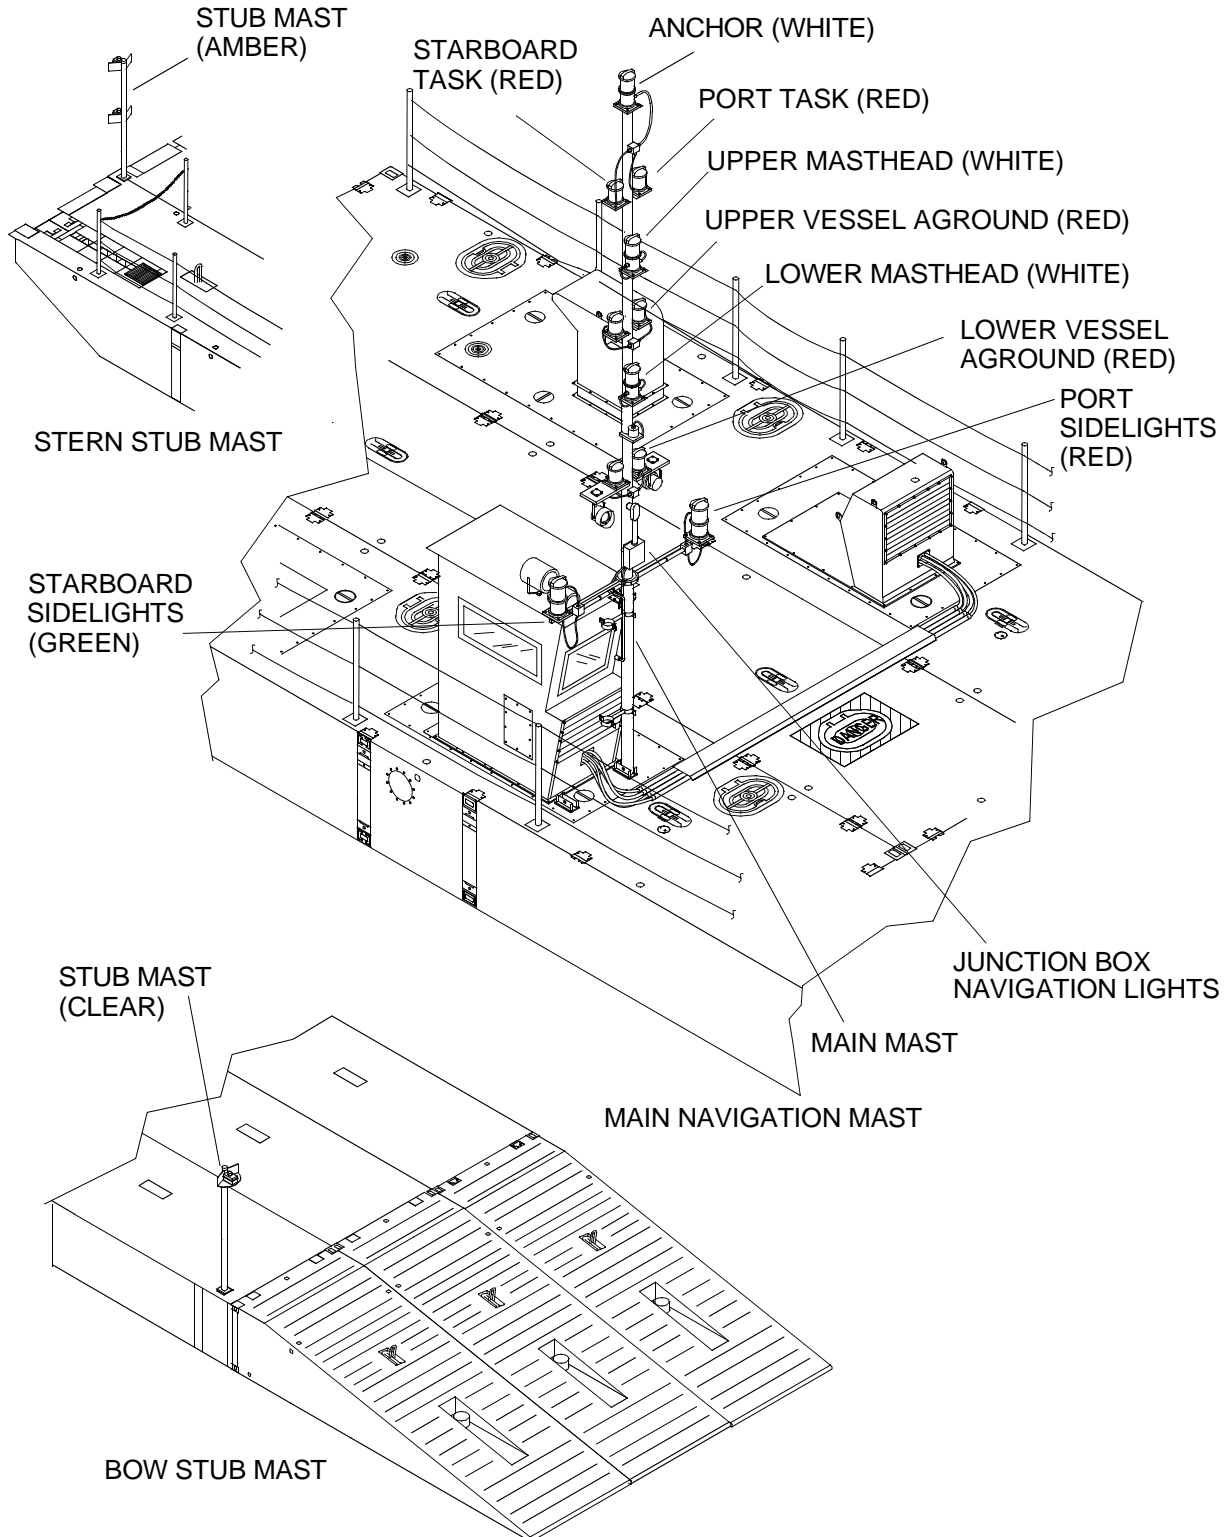 STUB MAST
(AMBER)
ANCHOR (WHITE)
STARBOARD
TASK (RED)
PORT TASK (RED)
UPPER MASTHEAD (WHITE)
UPPER VESSEL AGROUND (RED)
LOWER MASTHEAD (WHITE)
LOWER VESSEL
AGROUND (RED)
PORT
SIDELIGHTS
(RED)
STERN STUB MAST
STARBOARD
SIDELIGHTS
(GREEN)
DANGER
JUNCTION BOX
NAVIGATION LIGHTS
STUB MAST
(CLEAR)
MAIN MAST
MAIN NAVIGATION MAST
BOW STUB MAST